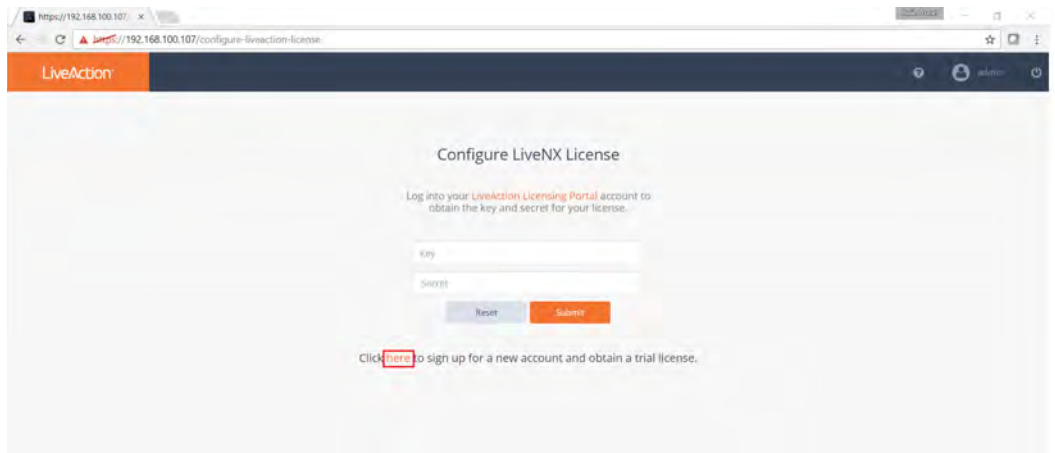 https://192.168.100.107/
https://192.168.100.107/configure-liveaction-license
LiveAction
admin
Configure LiveNX License
Log into your LiveAction Licensing Portal account to
obtain the key and secret for your license.
Key
Secret
Reset
Submit
Click here to sign up for a new account and obtain a trial license.